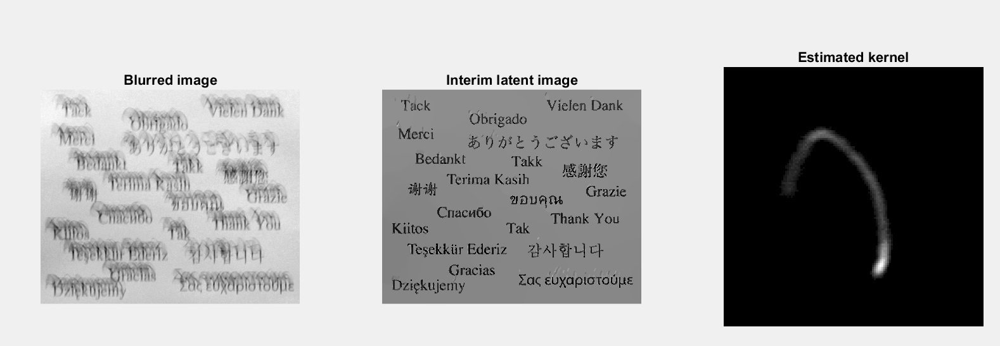 Estimated kernel
Blurred image
Interim latent image
Tack
Vielen Dank
Obrigado
Merci
ありがとうございます
Bedankt
Takk
感謝您
Terima Kasih
谢谢
Grazie
ขอบคุณ
Спасибо
Thank You
Kiitos
Tak
Teşekkür Ederiz
감사합니다
Gracias
Dziękujemy
Σας ευχαριστούμε
Tack
Vielen Dank
Obrigado
Merci
ありがとうございます
Bedankt
Takk
感謝您
Terima Kasih
谢谢
Grazie
ขอบคุณ
Спасибо
Thank You
Kiitos
Tak
Teşekkür Ederiz
감사합니다
Gracias
Σας ευχαριστούμε
Dziękujemy